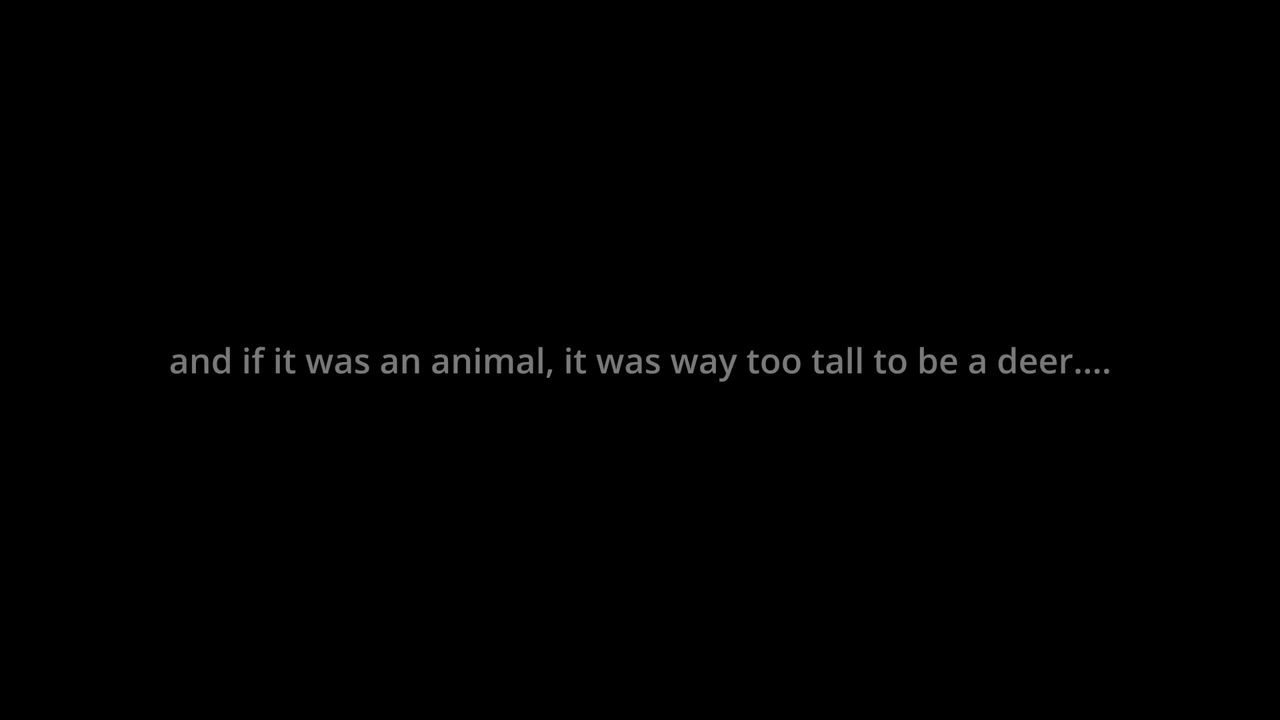 and if it was an animal, it was way too tall to be a deer....